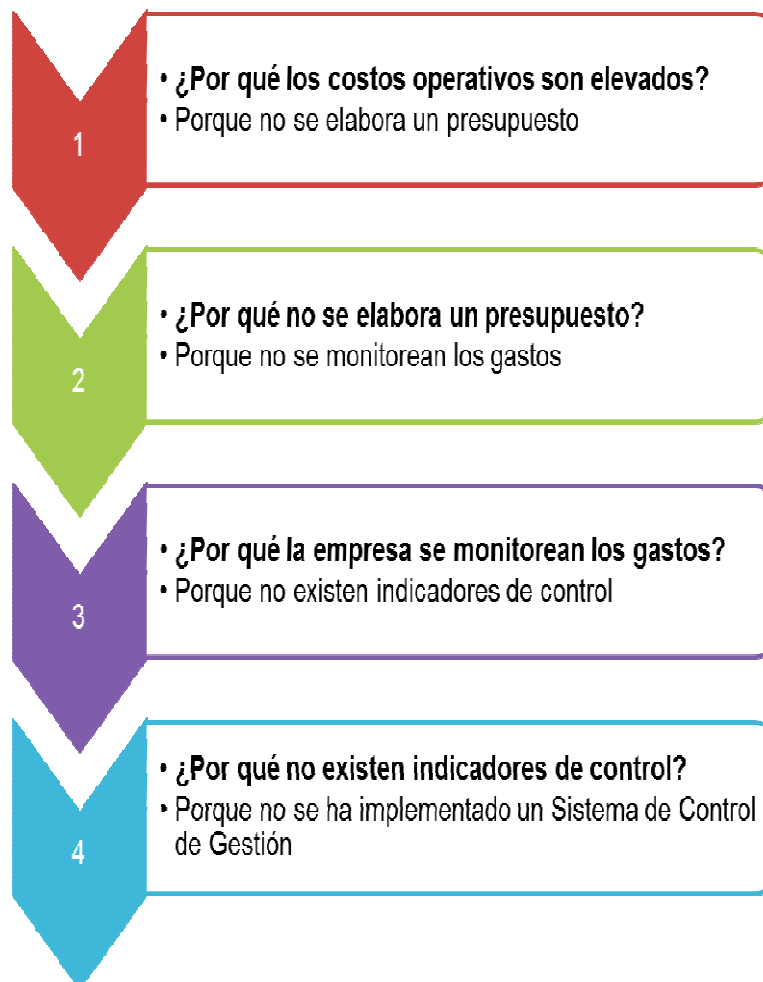 1
• ¿Por qué los costos operativos son elevados?
• Porque no se elabora un presupuesto
2
• ¿Por qué no se elabora un presupuesto?
• Porque no se monitorean los gastos
3
• ¿Por qué la empresa se monitorean los gastos?
• Porque no existen indicadores de control
4
• ¿Por qué no existen indicadores de control?
• Porque no se ha implementado un Sistema de Control
de Gestión